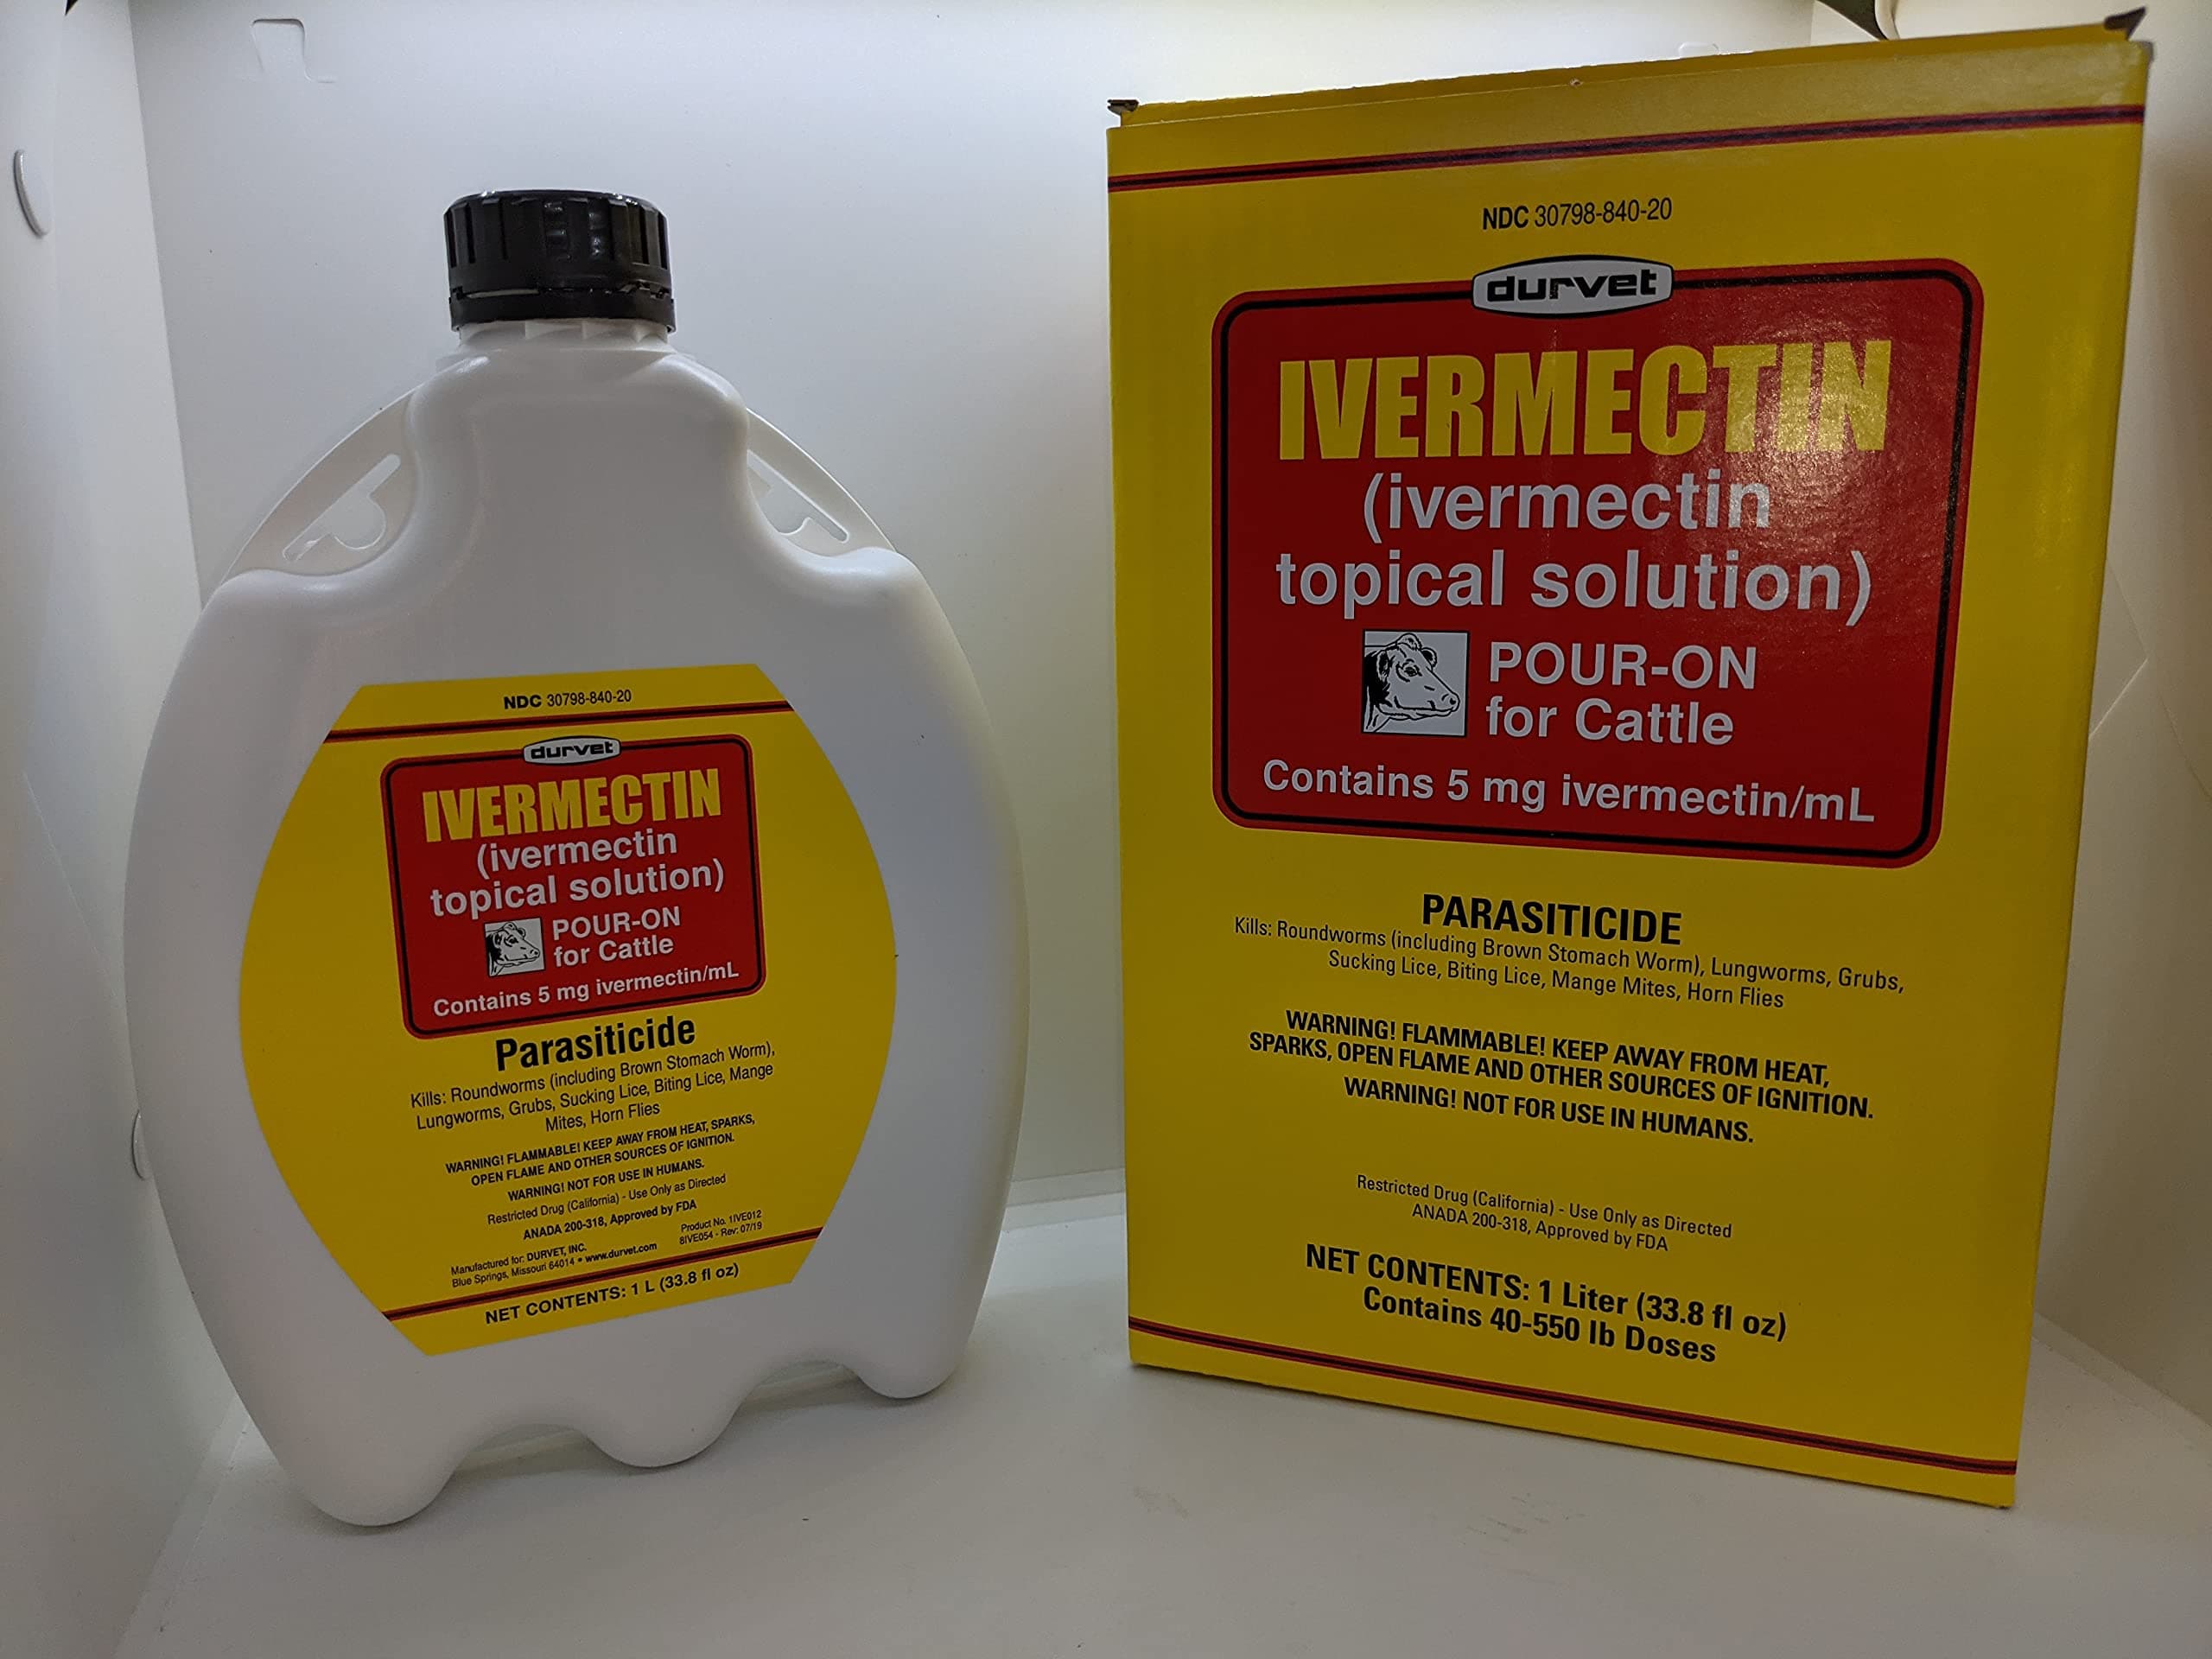 NDC 30798-840-20
durvet
IVERMECTIN
(ivermectin
topical solution)
POUR-ON
for Cattle
Contains 5 mg ivermectin/mL
Parasiticide
Kills: Roundworms (including Brown Stomach Worm),
Lungworms, Grubs, Sucking Lice, Biting Lice, Mange
Mites, Horn Flies
WARNING! FLAMMABLE! KEEP AWAY FROM HEAT, SPARKS,
OPEN FLAME AND OTHER SOURCES OF IGNITION.
WARNING! NOT FOR USE IN HUMANS.
Restricted Drug (California) - Use Only as Directed
ANADA 200-318, Approved by FDA
Manufactured for: DURVET, INC.
Blue Springs, Missouri 64014 • www.durvet.com
Product No. 1IVE012
8IVE054 - Rev: 07/19
NET CONTENTS: 1 L (33.8 fl oz)
NDC 30798-840-20
durvet
IVERMECTIN
(ivermectin
topical solution)
POUR-ON
for Cattle
Contains 5 mg ivermectin/mL
PARASITICIDE
Kills: Roundworms (including Brown Stomach Worm), Lungworms, Grubs,
Sucking Lice, Biting Lice, Mange Mites, Horn Flies
WARNING! FLAMMABLE! KEEP AWAY FROM HEAT,
SPARKS, OPEN FLAME AND OTHER SOURCES OF IGNITION.
WARNING! NOT FOR USE IN HUMANS.
Restricted Drug (California) - Use Only as Directed
ANADA 200-318, Approved by FDA
NET CONTENTS: 1 Liter (33.8 fl oz)
Contains 40-550 lb Doses